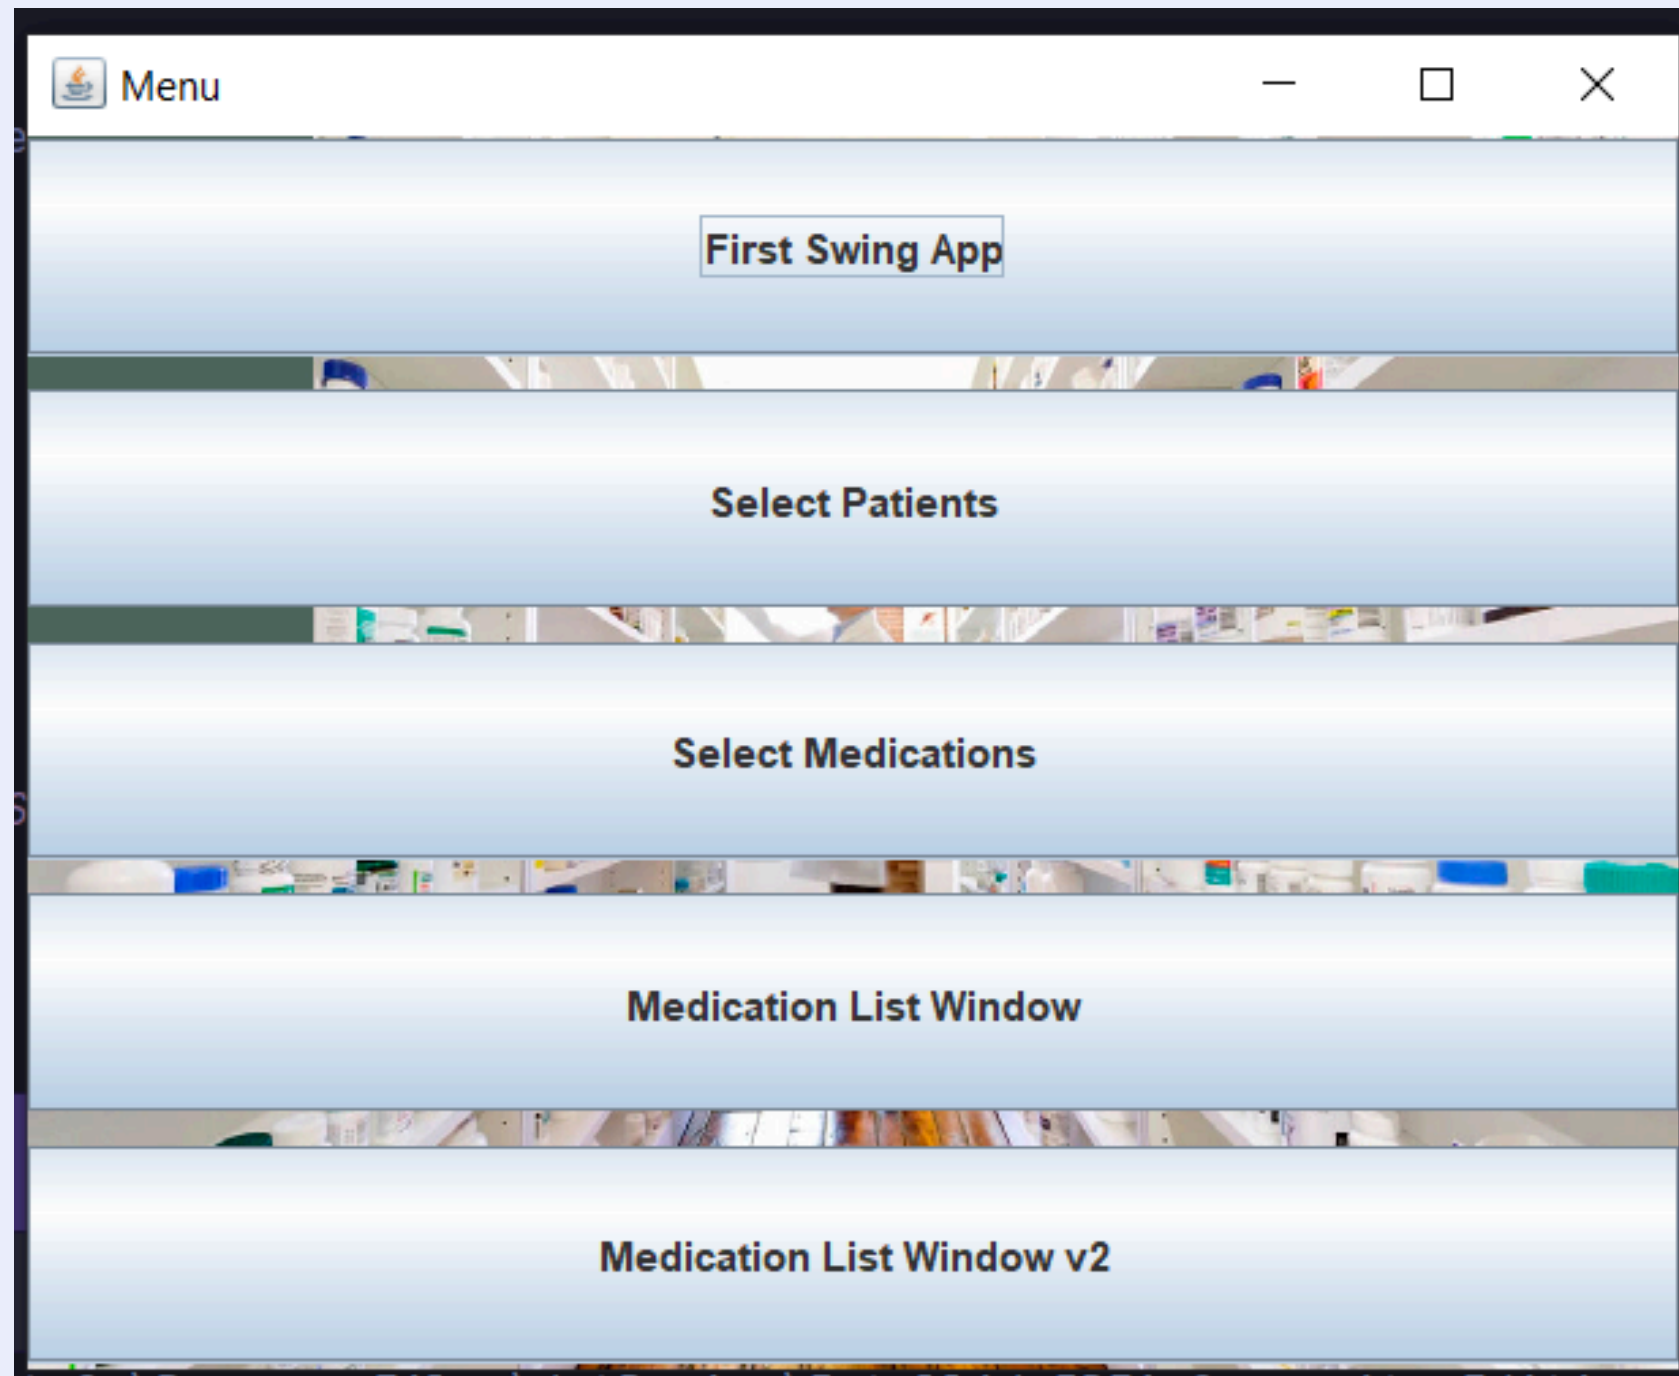 Menu
First Swing App
Select Patients
Select Medications
Medication List Window
Medication List Window v2